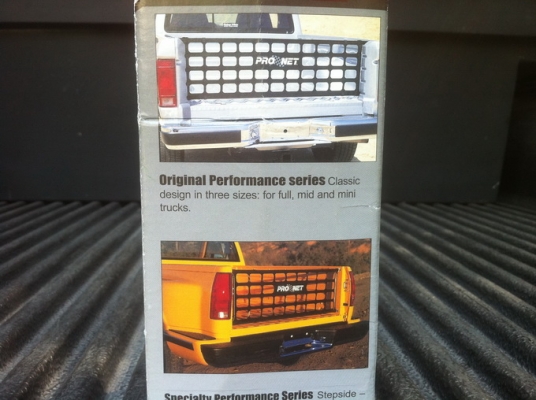 PRO NET
Original Performance series Classic
design in three sizes: for full, mid and mini
trucks.
PRO NET
Specialty Performance Series Stepside –